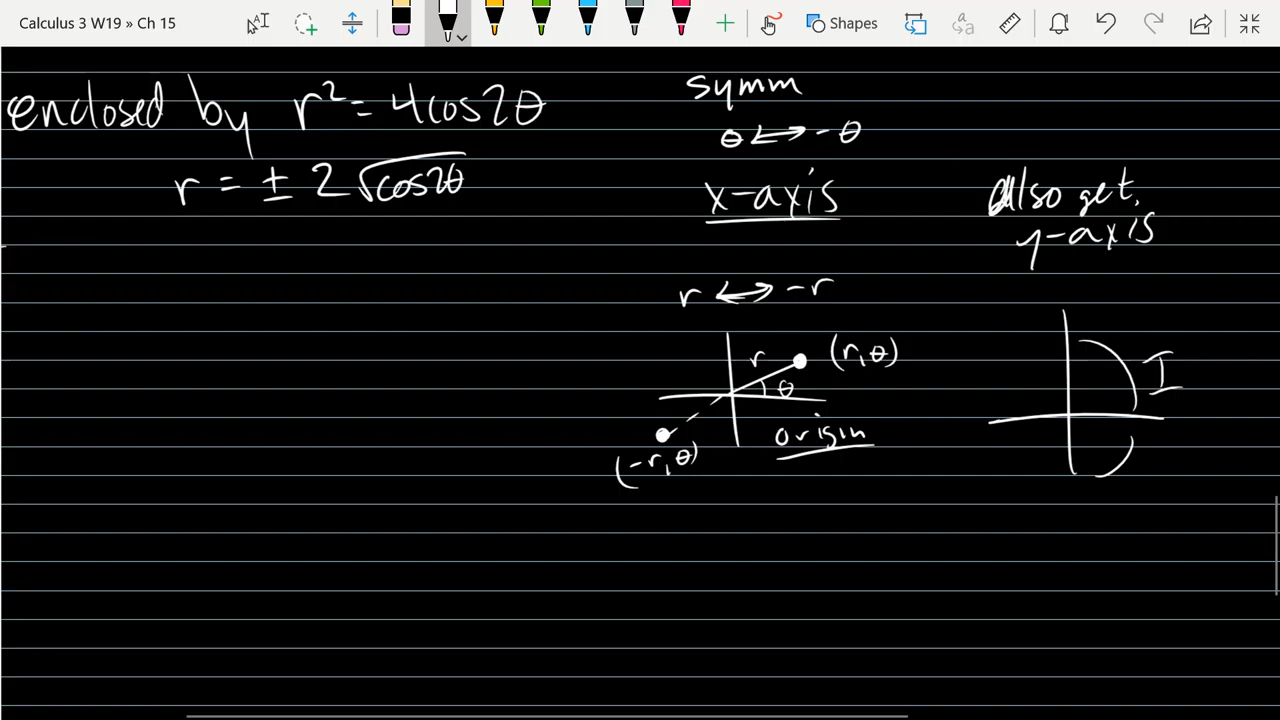 Calculus 3 W19 » Ch 15
Shapes
enclosed by r² = 4cos2θ
r = ± 2 √cos2θ
symm
θ ↔ -θ
x-axis
also get
y-axis
r ↔ -r
r
θ
(r, θ)
origin
(-r, θ)
I